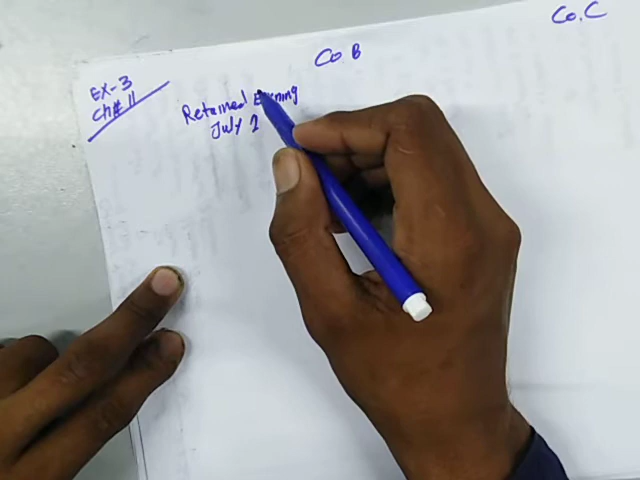 Co. C
Co B
EX-3
Ch# 11
Retained Earning
July 1